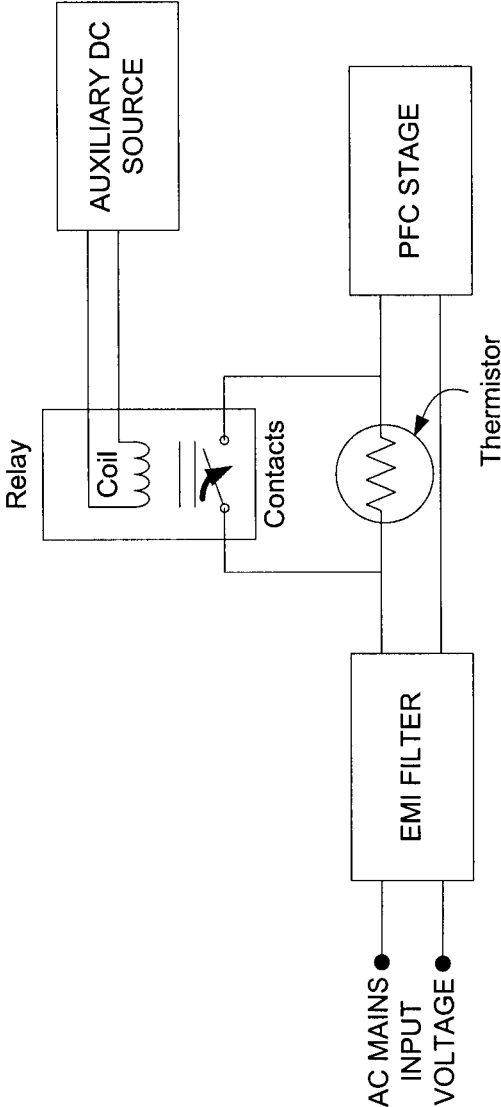 AUXILIARY DC
SOURCE
Relay
Coil
Contacts
PFC STAGE
Thermistor
EMI FILTER
AC MAINS
INPUT
VOLTAGE